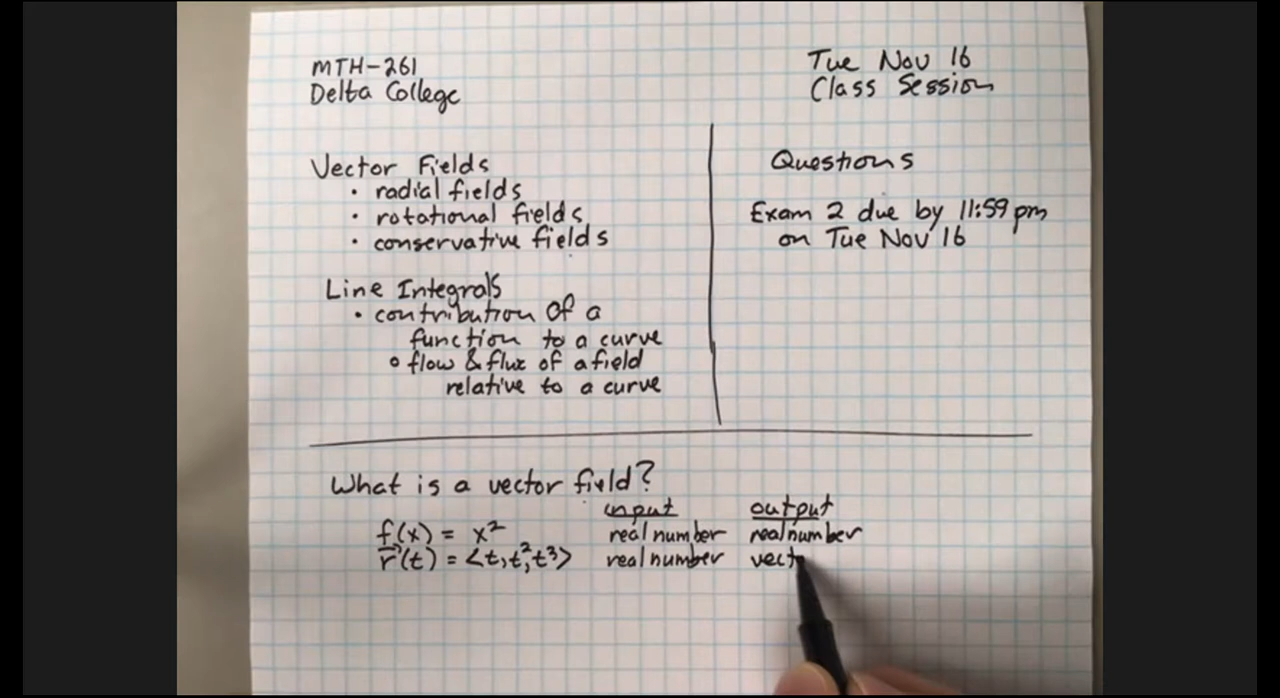 MTH-261
Delta College
Tue Nov 16
Class Session
Vector Fields
• radial fields
• rotational fields
• conservative fields
Line Integrals
• contribution of a
function to a curve
∘ flow & flux of a field
relative to a curve
Questions
Exam 2 due by 11:59 pm
on Tue Nov 16
What is a vector field?
input output
f(x) = x² real number real number
r⃗(t) = <t, t², t³> real number vect